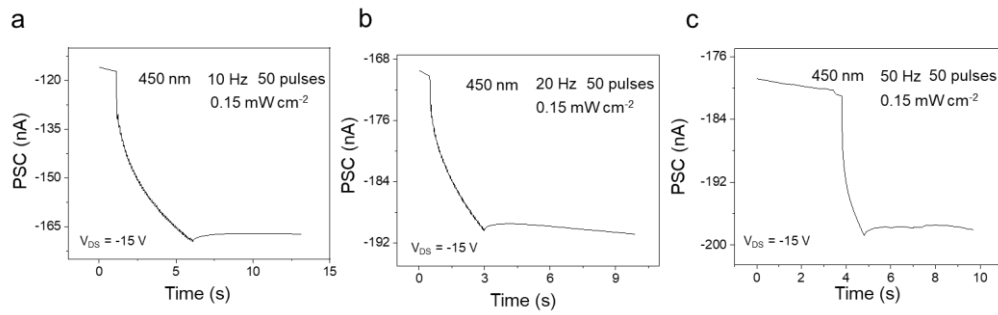 a
450 nm 10 Hz 50 pulses
0.15 mW cm⁻²
PSC (nA)
-120
-135
-150
-165
V_DS = -15 V
0 5 10 15
Time (s)
b
450 nm 20 Hz 50 pulses
0.15 mW cm⁻²
PSC (nA)
-168
-176
-184
-192
V_DS = -15 V
0 3 6 9
Time (s)
c
450 nm 50 Hz 50 pulses
0.15 mW cm⁻²
PSC (nA)
-176
-184
-192
-200
V_DS = -15 V
0 2 4 6 8 10
Time (s)